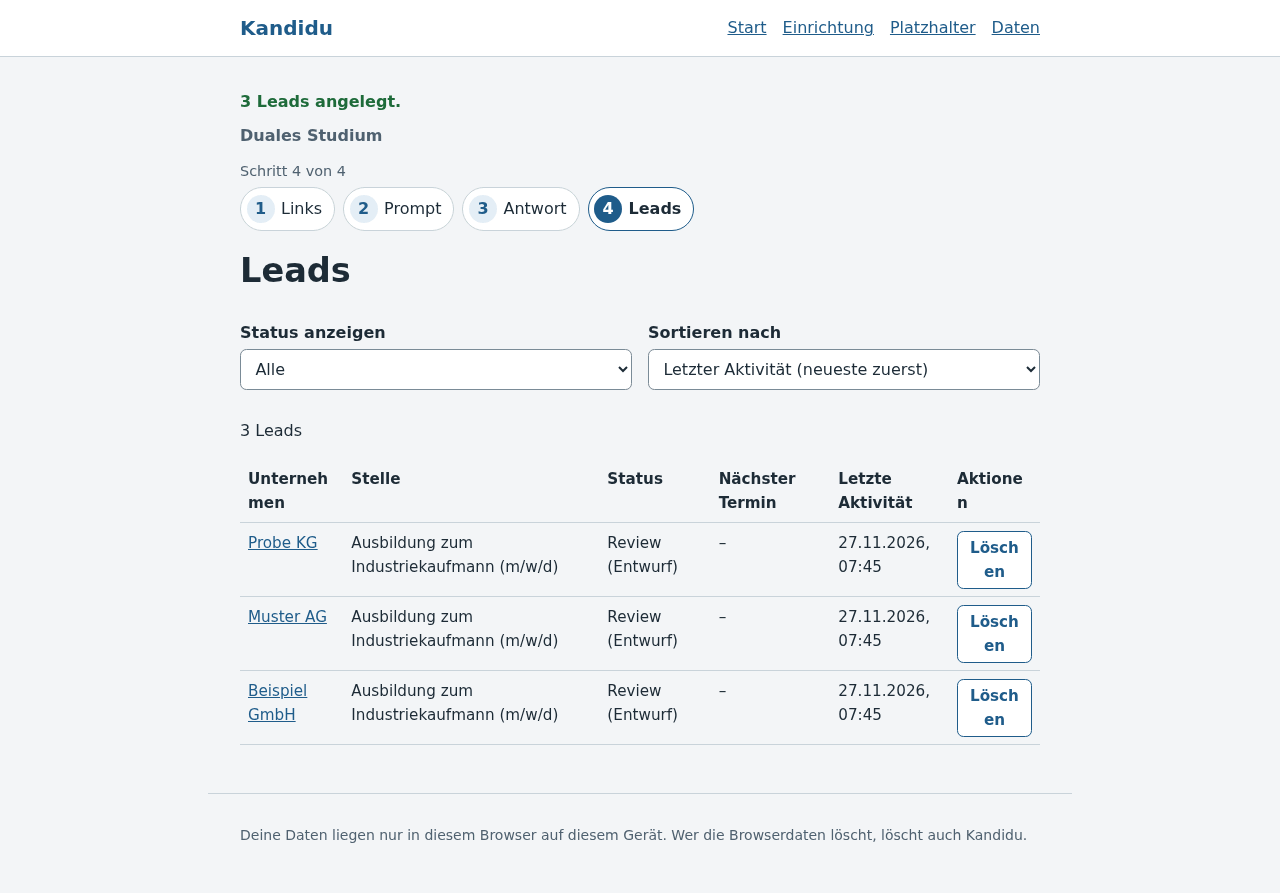 Kandidu
Start Einrichtung Platzhalter Daten
3 Leads angelegt.
Duales Studium
Schritt 4 von 4
1 Links 2 Prompt 3 Antwort 4 Leads
Leads
Status anzeigen
Sortieren nach
Alle
Letzter Aktivität (neueste zuerst)
3 Leads
Unterneh
men
Stelle
Status
Nächster
Termin
Letzte
Aktivität
Aktione
n
Probe KG
Ausbildung zum
Industriekaufmann (m/w/d)
Review
(Entwurf)
–
27.11.2026,
07:45
Lösch
en
Muster AG
Ausbildung zum
Industriekaufmann (m/w/d)
Review
(Entwurf)
–
27.11.2026,
07:45
Lösch
en
Beispiel
GmbH
Ausbildung zum
Industriekaufmann (m/w/d)
Review
(Entwurf)
–
27.11.2026,
07:45
Lösch
en
Deine Daten liegen nur in diesem Browser auf diesem Gerät. Wer die Browserdaten löscht, löscht auch Kandidu.